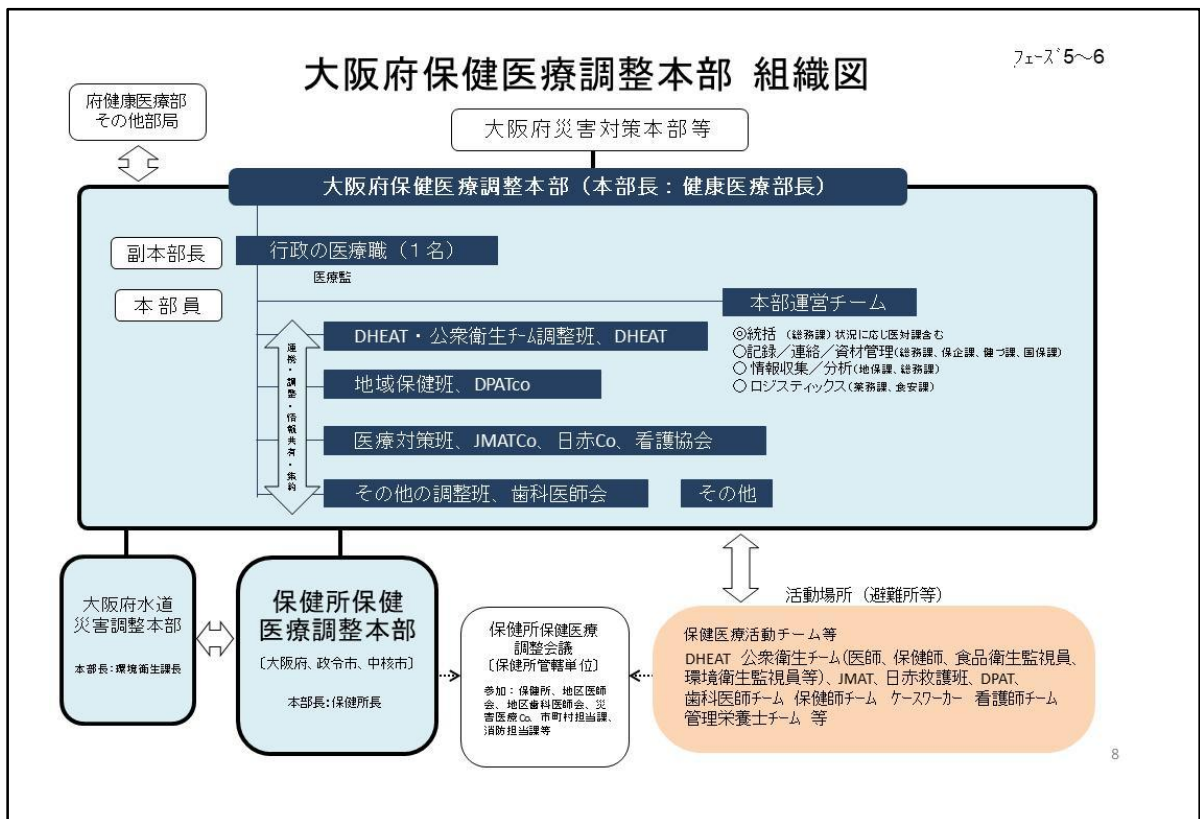 フェーズ5～6
大阪府保健医療調整本部 組織図
府健康医療部
その他部局
大阪府災害対策本部等
大阪府保健医療調整本部（本部長：健康医療部長）
副本部長
行政の医療職（１名）
医療監
本部員
本部運営チーム
◎統括 （総務課）状況に応じ医対課含む
○記録／連絡／資材管理(総務課、保企課、健づ課、国保課)
○情報収集／分析(地保課、総務課)
○ロジスティックス(業務課、食安課)
連携・調整・情報共有・集約
DHEAT・公衆衛生チーム調整班、DHEAT
地域保健班、DPATco
医療対策班、JMATCo、日赤Co、看護協会
その他の調整班、歯科医師会
その他
大阪府水道
災害調整本部
本部長：環境衛生課長
保健所保健
医療調整本部
〔大阪府、政令市、中核市〕
本部長：保健所長
保健所保健医療
調整会議
〔保健所管轄単位〕
参加：保健所、地区医師
会、地区歯科医師会、災
害医療Co、市町村担当課、
消防担当課等
活動場所（避難所等）
保健医療活動チーム等
DHEAT 公衆衛生チーム(医師、保健師、食品衛生監視員、
環境衛生監視員等)、JMAT、日赤救護班、DPAT、
歯科医師チーム 保健師チーム ケースワーカー 看護師チーム
管理栄養士チーム 等
8